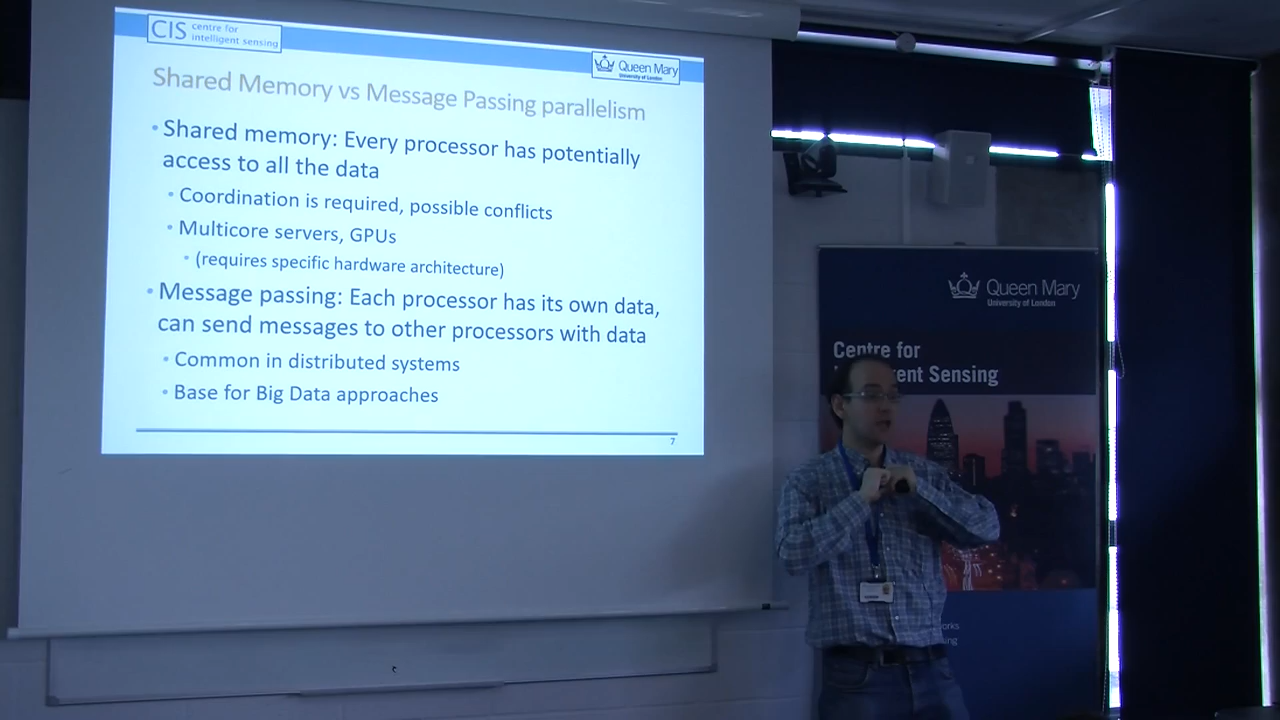 CIS centre for
intelligent sensing
Queen Mary
University of London
Shared Memory vs Message Passing parallelism
• Shared memory: Every processor has potentially
access to all the data
• Coordination is required, possible conflicts
• Multicore servers, GPUs
• (requires specific hardware architecture)
• Message passing: Each processor has its own data,
can send messages to other processors with data
• Common in distributed systems
• Base for Big Data approaches
7
Queen Mary
University of London
Centre for
Sensing